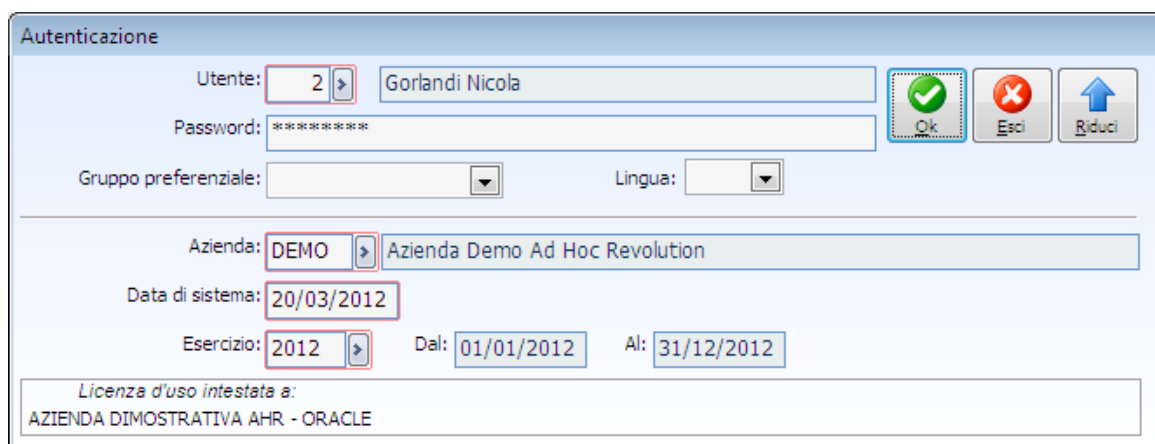 Autenticazione
Utente: 2 Gorlandi Nicola
Password: ********
Ok Esci Riduci
Gruppo preferenziale: Lingua:
Azienda: DEMO Azienda Demo Ad Hoc Revolution
Data di sistema: 20/03/2012
Esercizio: 2012 Dal: 01/01/2012 Al: 31/12/2012
Licenza d'uso intestata a:
AZIENDA DIMOSTRATIVA AHR - ORACLE